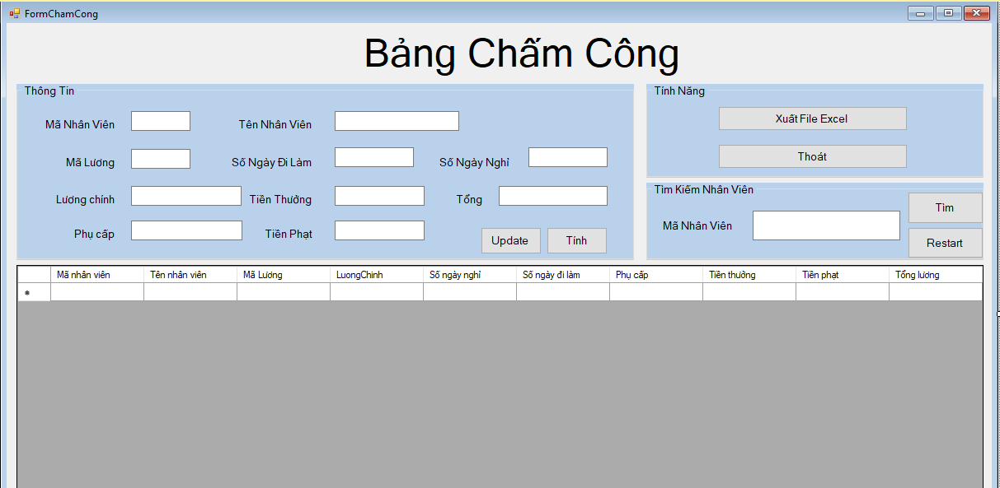 FormChamCong
Bảng Chấm Công
Thông Tin
Mã Nhân Viên
Tên Nhân Viên
Mã Lương
Số Ngày Đi Làm
Số Ngày Nghỉ
Lương chính
Tiền Thưởng
Tổng
Phụ cấp
Tiền Phạt
Update
Tính
Tính Năng
Xuất File Excel
Thoát
Tìm Kiếm Nhân Viên
Mã Nhân Viên
Tìm
Restart
Mã nhân viên Tên nhân viên Mã Lương LuongChinh Số ngày nghỉ Số ngày đi làm Phụ cấp Tiền thưởng Tiền phạt Tổng lương